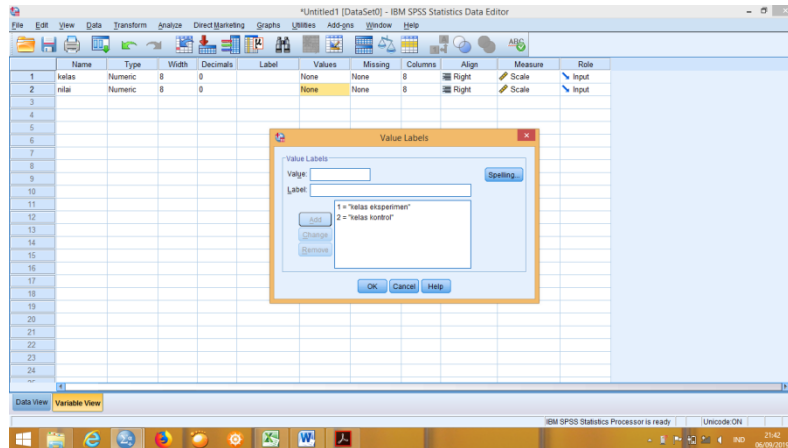 *Untitled1 [DataSet0] - IBM SPSS Statistics Data Editor
File Edit View Data Transform Analyze Direct Marketing Graphs Utilities Add-ons Window Help
Name Type Width Decimals Label Values Missing Columns Align Measure Role
1 kelas Numeric 8 0 None None 8 Right Scale Input
2 nilai Numeric 8 0 None None 8 Right Scale Input
3
4
5
6
7
8
9
10
11
12
13
14
15
16
17
18
19
20
21
22
23
24
Value Labels
Value Labels
Value:
Spelling...
Label:
1 = "kelas eksperimen"
Add
2 = "kelas kontrol"
Change
Remove
OK Cancel Help
Data View Variable View
IBM SPSS Statistics Processor is ready Unicode:ON
IND
21:42
06/09/2019